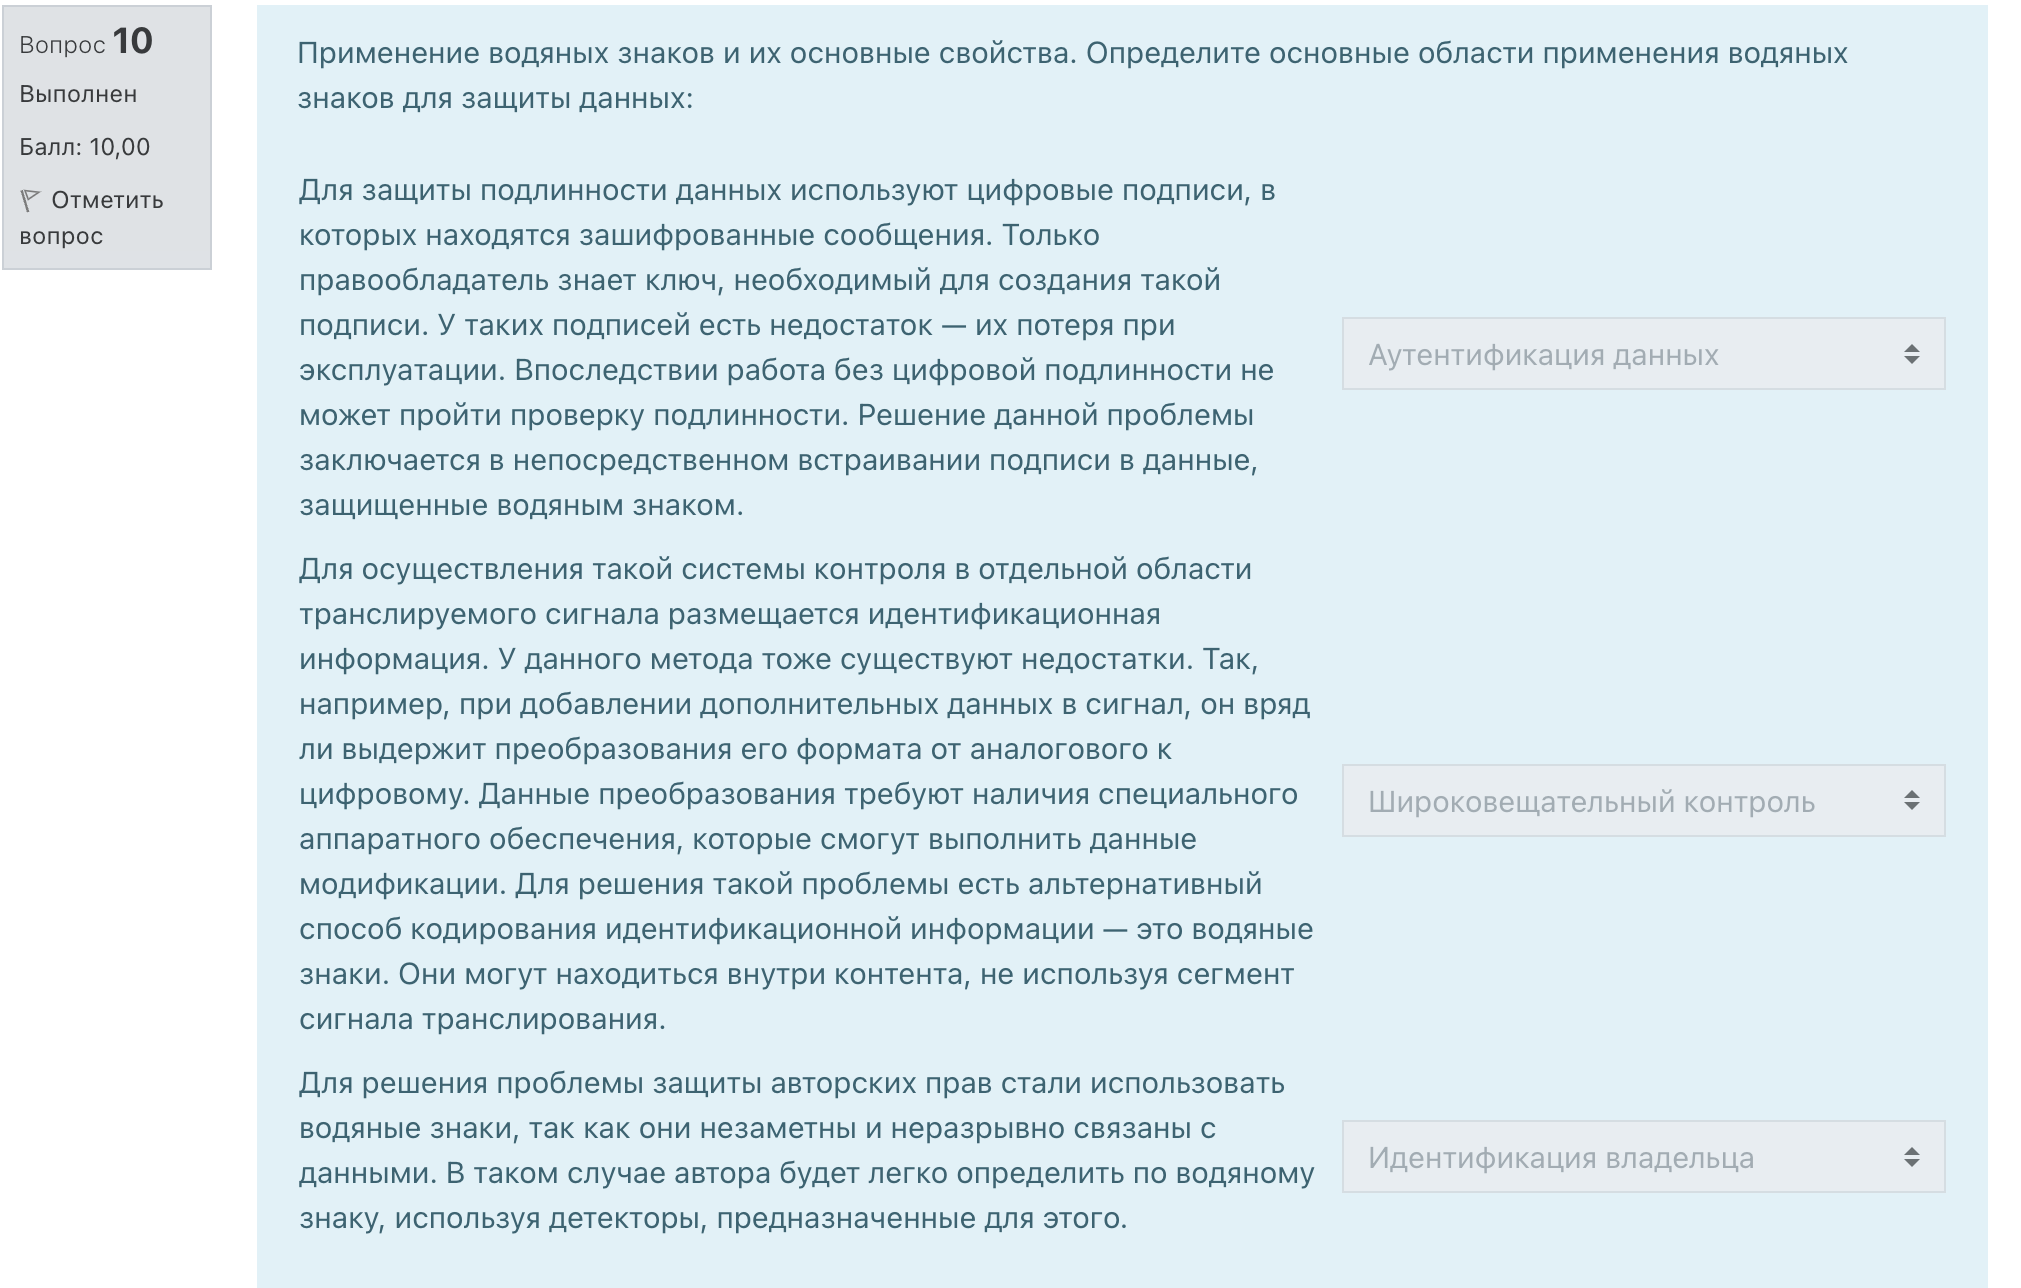 Вопрос 10
Выполнен
Балл: 10,00
Отметить
вопрос
Применение водяных знаков и их основные свойства. Определите основные области применения водяных
знаков для защиты данных:
Для защиты подлинности данных используют цифровые подписи, в
которых находятся зашифрованные сообщения. Только
правообладатель знает ключ, необходимый для создания такой
подписи. У таких подписей есть недостаток — их потеря при
эксплуатации. Впоследствии работа без цифровой подлинности не
может пройти проверку подлинности. Решение данной проблемы
заключается в непосредственном встраивании подписи в данные,
защищенные водяным знаком.
Аутентификация данных
Для осуществления такой системы контроля в отдельной области
транслируемого сигнала размещается идентификационная
информация. У данного метода тоже существуют недостатки. Так,
например, при добавлении дополнительных данных в сигнал, он вряд
ли выдержит преобразования его формата от аналогового к
цифровому. Данные преобразования требуют наличия специального
аппаратного обеспечения, которые смогут выполнить данные
модификации. Для решения такой проблемы есть альтернативный
способ кодирования идентификационной информации — это водяные
знаки. Они могут находиться внутри контента, не используя сегмент
сигнала транслирования.
Широковещательный контроль
Для решения проблемы защиты авторских прав стали использовать
водяные знаки, так как они незаметны и неразрывно связаны с
данными. В таком случае автора будет легко определить по водяному
знаку, используя детекторы, предназначенные для этого.
Идентификация владельца